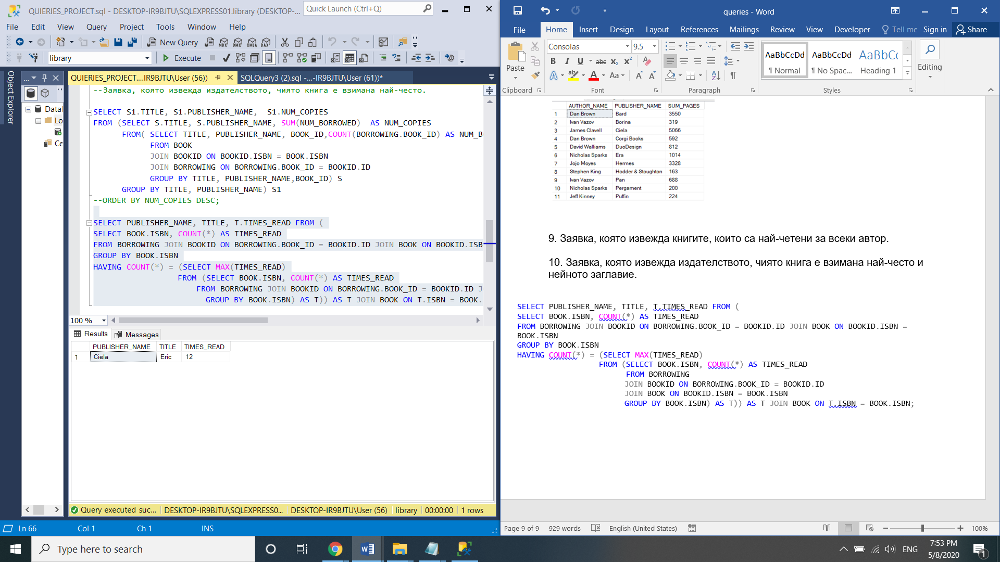 QUIERIES_PROJECT.sql - DESKTOP-IR9BJTU\SQLEXPRESS01.library (DESKTOP-...
Quick Launch (Ctrl+Q)
File Edit View Query Project Tools Window Help
New Query
MDX DMX XMLA DAX
library
Execute
Object Explorer
QUIERIES_PROJECT....IR9BJTU\User (56))
SQLQuery3 (2).sql -...-IR9BJTU\User (61))*
Datal
Lo
Ce
--Заявка, която извежда издателството, чиято книга е взимана най-често.
SELECT S1.TITLE, S1.PUBLISHER_NAME,  S1.NUM_COPIES
FROM (SELECT S.TITLE, S.PUBLISHER_NAME, SUM(NUM_BORROWED)  AS NUM_COPIES
FROM( SELECT TITLE, PUBLISHER_NAME, BOOK_ID,COUNT(BORROWING.BOOK_ID) AS NUM_B
FROM BOOK
JOIN BOOKID ON BOOKID.ISBN = BOOK.ISBN
JOIN BORROWING ON BORROWING.BOOK_ID = BOOKID.ID
GROUP BY TITLE, PUBLISHER_NAME,BOOK_ID) S
GROUP BY TITLE, PUBLISHER_NAME) S1
--ORDER BY NUM_COPIES DESC;
SELECT PUBLISHER_NAME, TITLE, T.TIMES_READ FROM (
SELECT BOOK.ISBN, COUNT(*) AS TIMES_READ
FROM BORROWING JOIN BOOKID ON BORROWING.BOOK_ID = BOOKID.ID JOIN BOOK ON BOOKID.ISB
GROUP BY BOOK.ISBN
HAVING COUNT(*) = (SELECT MAX(TIMES_READ)
FROM (SELECT BOOK.ISBN, COUNT(*) AS TIMES_READ
FROM BORROWING JOIN BOOKID ON BORROWING.BOOK_ID = BOOKID.ID J
GROUP BY BOOK.ISBN) AS T)) AS T JOIN BOOK ON T.ISBN = BOOK.
100 %
Results Messages
PUBLISHER_NAME TITLE TIMES_READ
1 Ciela Eric 12
Query executed suc... DESKTOP-IR9BJTU\SQLEXPRESS0... DESKTOP-IR9BJTU\User (56) library 00:00:00 1 rows
Ln 66 Col 1 Ch 1 INS
queries - Word
File Home Insert Design Layout References Mailings Review View Developer Tell me Sign in Share
Paste
Consolas 9.5
B I U abc x₂ x²
A ab A Aa A A
AaBbCcDd AaBbCcDd AaBbCc
¶ Normal ¶ No Spac... Heading 1
Editing
Clipboard Font Paragraph Styles
AUTHOR_NAME PUBLISHER_NAME SUM_PAGES
1 Dan Brown Bard 3550
2 Ivan Vazov Borina 319
3 James Clavell Ciela 5066
4 Dan Brown Corgi Books 592
5 David Walliams DuoDesign 812
6 Nicholas Sparks Era 1014
7 Jojo Moyes Hermes 3328
8 Stephen King Hodder & Stoughton 163
9 Ivan Vazov Pan 688
10 Nicholas Sparks Pergament 200
11 Jeff Kinney Puffin 224
9. Заявка, която извежда книгите, които са най-четени за всеки автор.
10. Заявка, която извежда издателството, чиято книга е взимана най-често и
нейното заглавие.
SELECT PUBLISHER_NAME, TITLE, T.TIMES_READ FROM (
SELECT BOOK.ISBN, COUNT(*) AS TIMES_READ
FROM BORROWING JOIN BOOKID ON BORROWING.BOOK_ID = BOOKID.ID JOIN BOOK ON BOOKID.ISBN =
BOOK.ISBN
GROUP BY BOOK.ISBN
HAVING COUNT(*) = (SELECT MAX(TIMES_READ)
FROM (SELECT BOOK.ISBN, COUNT(*) AS TIMES_READ
FROM BORROWING
JOIN BOOKID ON BORROWING.BOOK_ID = BOOKID.ID
JOIN BOOK ON BOOKID.ISBN = BOOK.ISBN
GROUP BY BOOK.ISBN) AS T)) AS T JOIN BOOK ON T.ISBN = BOOK.ISBN;
Page 9 of 9 929 words English (United States) 100%
Type here to search
ENG
7:53 PM
5/8/2020
1